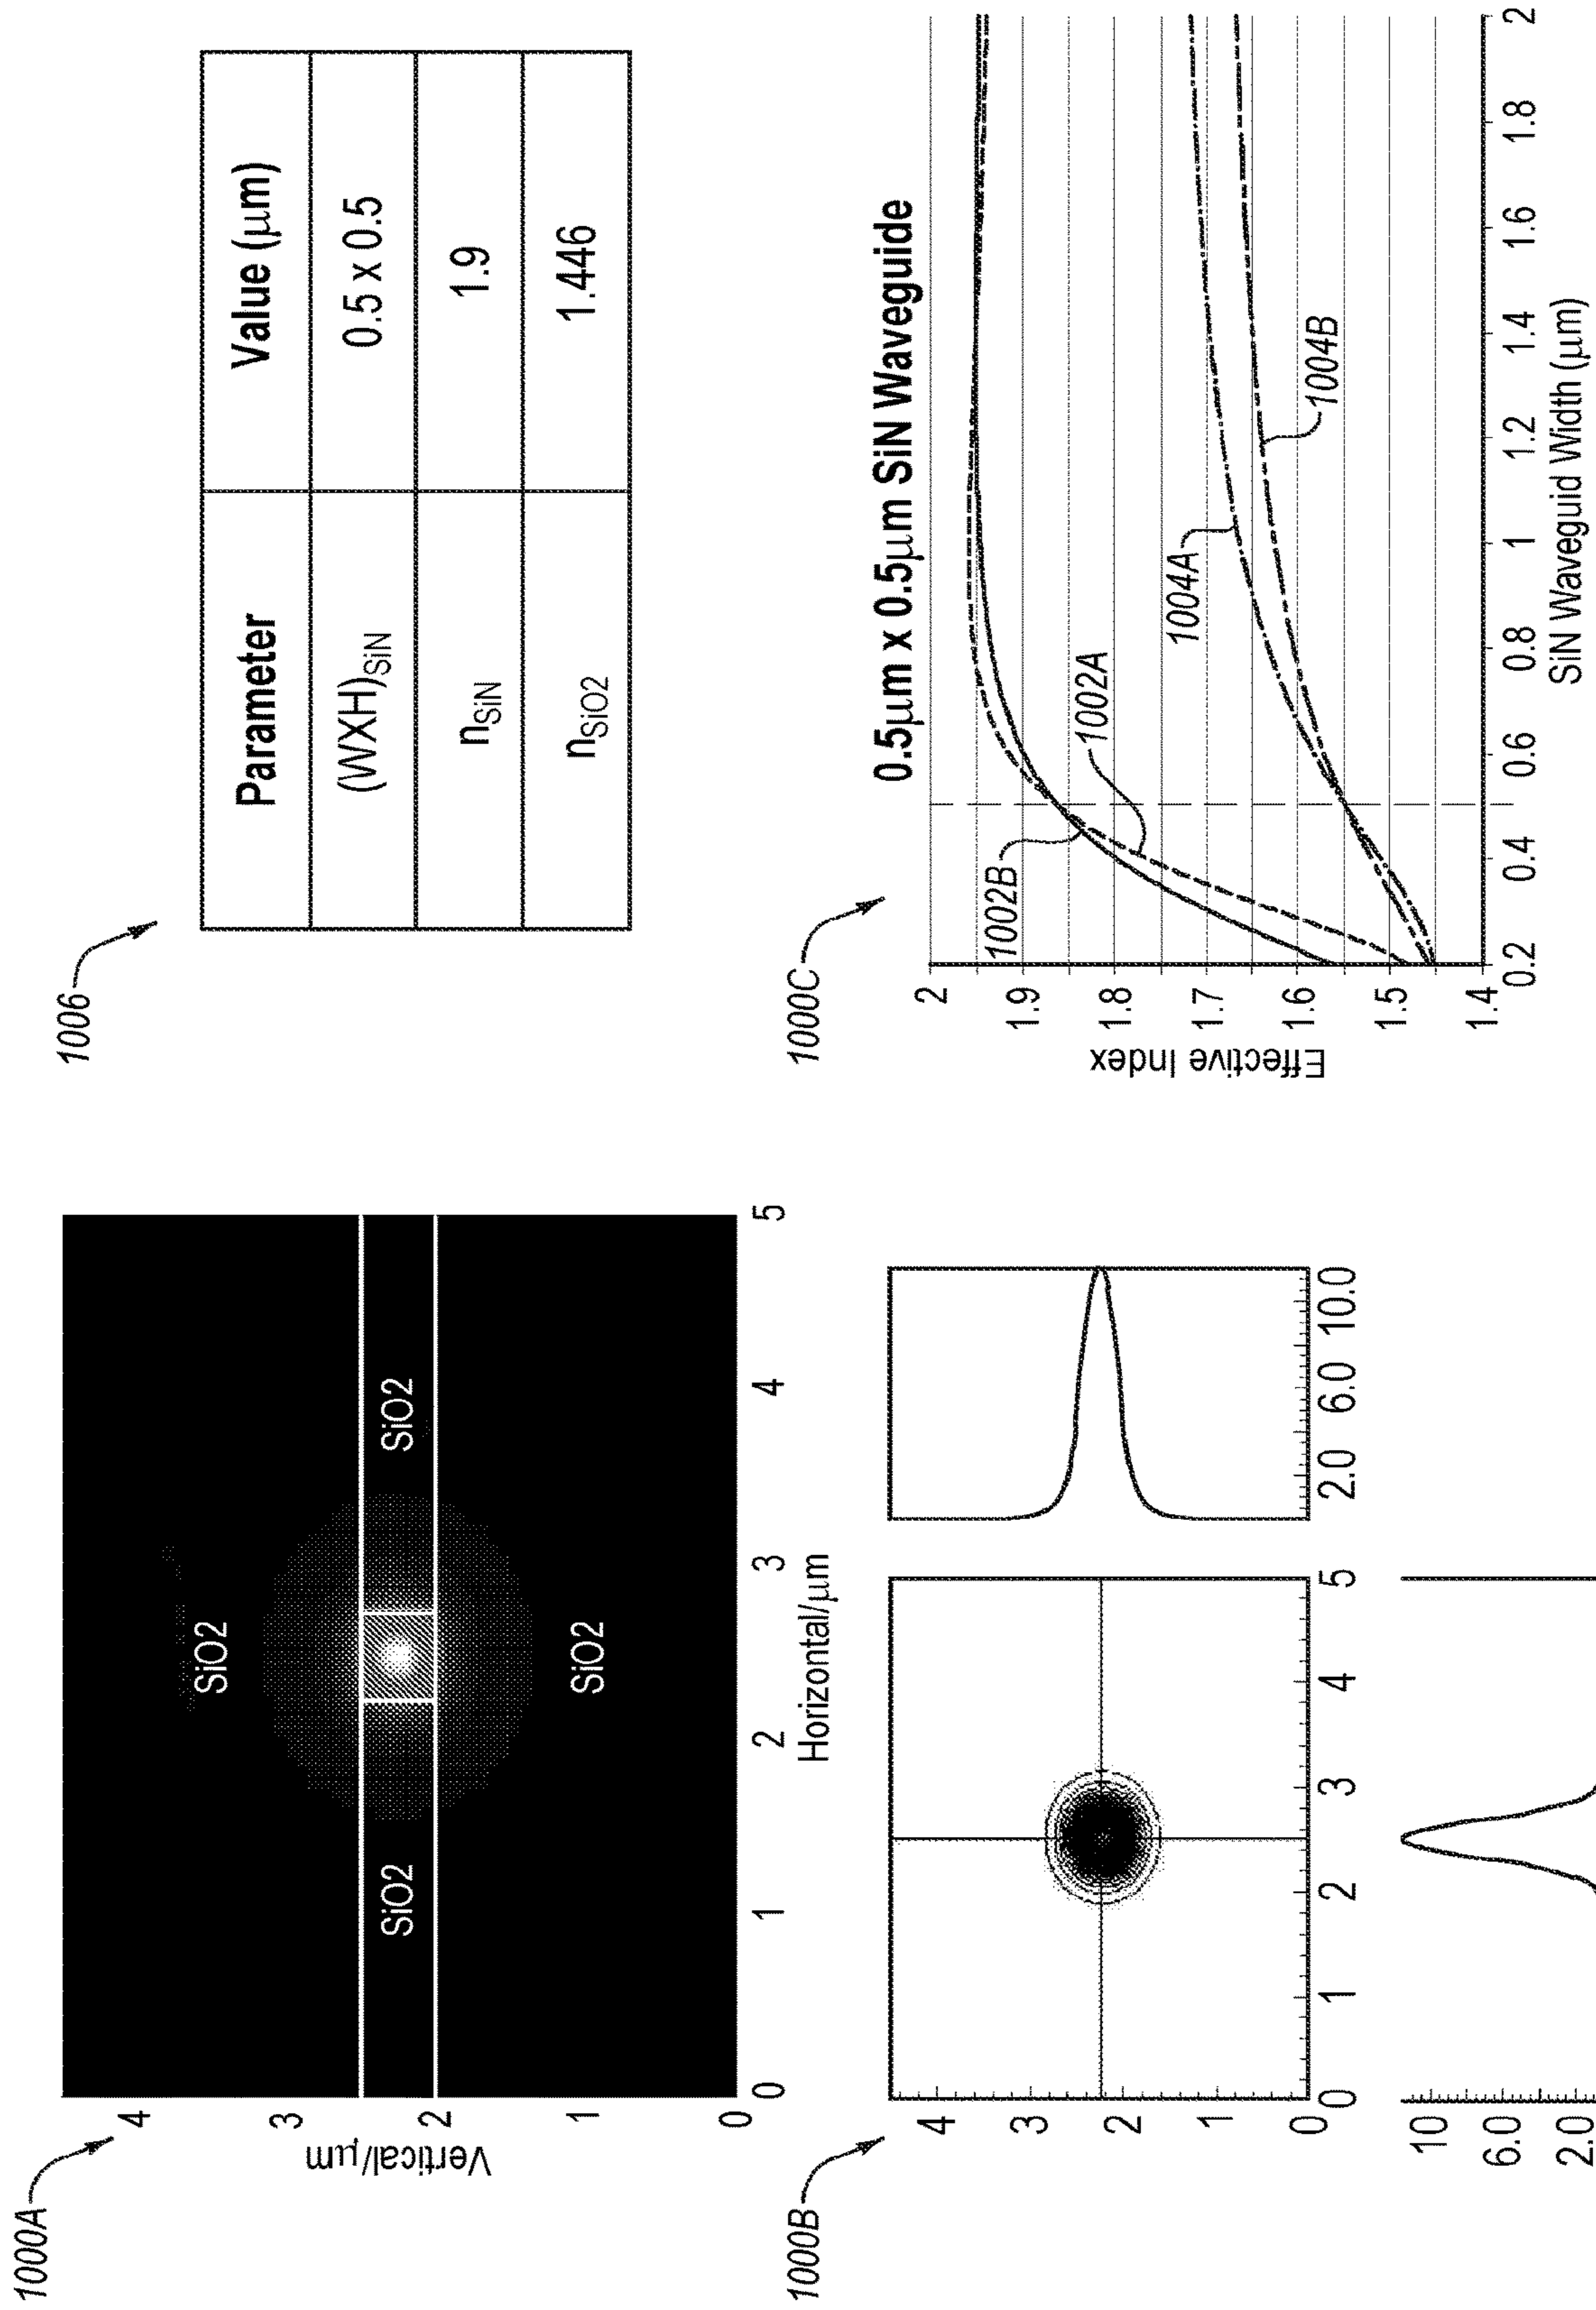 1000A
Vertical/μm
4
3
2
1
0
SiO2
SiO2
SiO2
SiO2
0
1
2
3
4
5
Horizontal/μm
1006
Parameter
Value (μm)
(WXH)SiN
0.5 x 0.5
nSiN
1.9
nSiO2
1.446
1000B
4
3
2
1
0
0
1
2
3
4
5
2.0
6.0
10.0
10
6.0
2.0
1000C
0.5μm x 0.5μm SiN Waveguide
Effective Index
2
1.9
1.8
1.7
1.6
1.5
1.4
1002B
1002A
1004A
1004B
0.2
0.4
0.6
0.8
1
1.2
1.4
1.6
1.8
2
SiN Waveguid Width (μm)